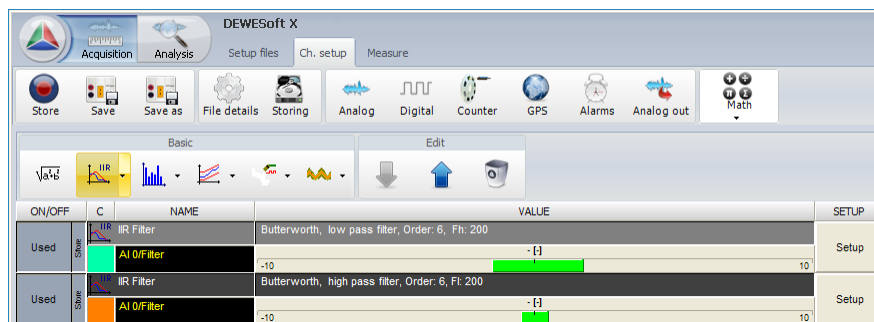 DEWESoft X
Acquisition Analysis Setup files Ch. setup Measure
Store Save Save as File details Storing Analog Digital Counter GPS Alarms Analog out Math
Basic Edit
IIR
ON/OFF C NAME VALUE SETUP
IIR IIR Filter Butterworth, low pass filter, Order: 6, Fh: 200
Used Store AI 0/Filter - [-] Setup
-10 10
IIR IIR Filter Butterworth, high pass filter, Order: 6, Fl: 200
Used Store AI 0/Filter - [-] Setup
-10 10